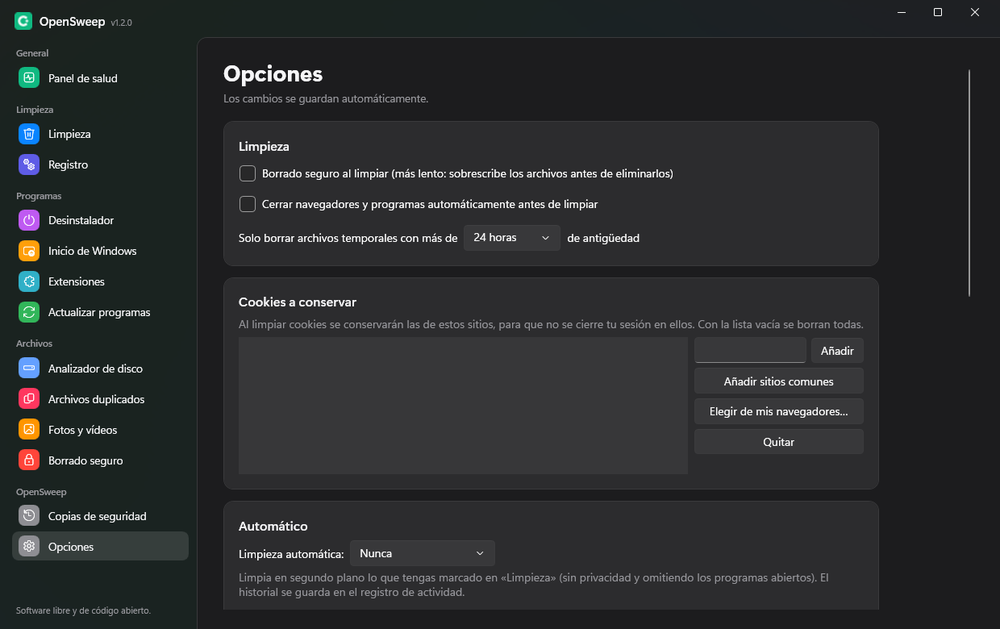 OpenSweep v1.2.0
General
Panel de salud
Limpieza
Limpieza
Registro
Programas
Desinstalador
Inicio de Windows
Extensiones
Actualizar programas
Archivos
Analizador de disco
Archivos duplicados
Fotos y vídeos
Borrado seguro
OpenSweep
Copias de seguridad
Opciones
Software libre y de código abierto.
Opciones
Los cambios se guardan automáticamente.
Limpieza
Borrado seguro al limpiar (más lento: sobrescribe los archivos antes de eliminarlos)
Cerrar navegadores y programas automáticamente antes de limpiar
Solo borrar archivos temporales con más de 24 horas de antigüedad
Cookies a conservar
Al limpiar cookies se conservarán las de estos sitios, para que no se cierre tu sesión en ellos. Con la lista vacía se borran todas.
Añadir
Añadir sitios comunes
Elegir de mis navegadores...
Quitar
Automático
Limpieza automática: Nunca
Limpia en segundo plano lo que tengas marcado en «Limpieza» (sin privacidad y omitiendo los programas abiertos). El
historial se guarda en el registro de actividad.